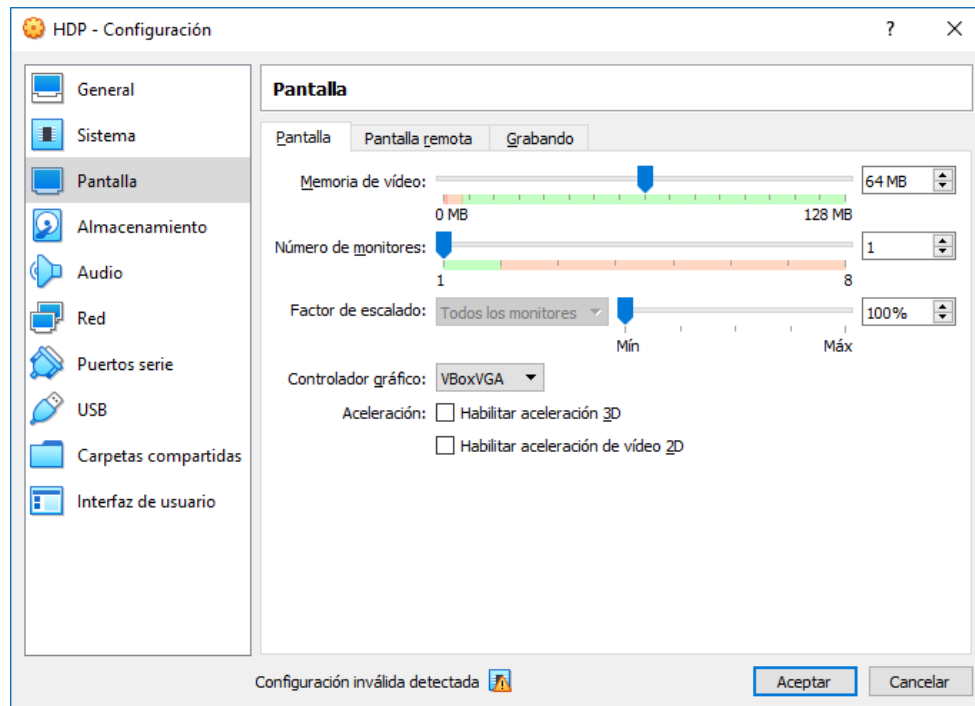 HDP - Configuración ?
General
Sistema
Pantalla
Almacenamiento
Audio
Red
Puertos serie
USB
Carpetas compartidas
Interfaz de usuario
Pantalla
Pantalla Pantalla remota Grabando
Memoria de vídeo: 64 MB
0 MB 128 MB
Número de monitores: 1
1 8
Factor de escalado: Todos los monitores 100%
Mín Máx
Controlador gráfico: VBoxVGA
Aceleración: Habilitar aceleración 3D
Habilitar aceleración de vídeo 2D
Configuración inválida detectada Aceptar Cancelar